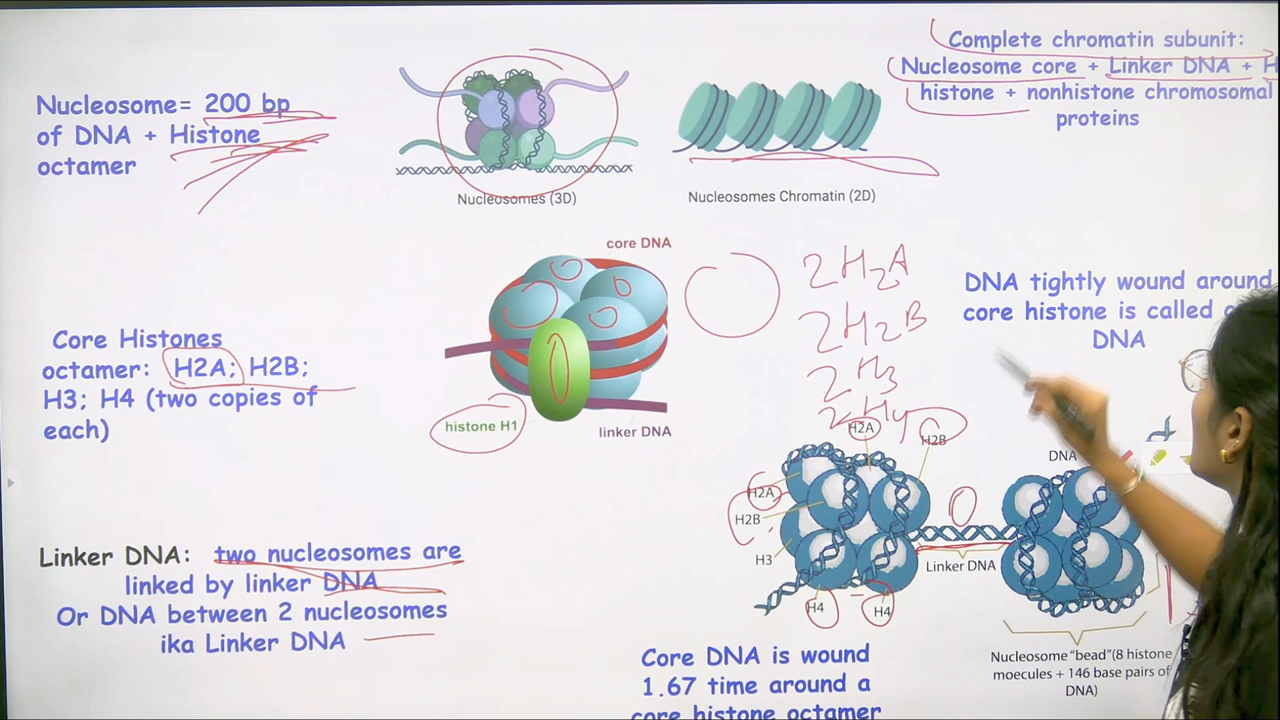 Complete chromatin subunit:
Nucleosome core + Linker DNA + H
histone + nonhistone chromosomal
proteins
Nucleosome= 200 bp
of DNA + Histone
octamer
Nucleosomes (3D)
Nucleosomes Chromatin (2D)
core DNA
histone H1
linker DNA
2H2A
2H2B
2H3
2H4
DNA tightly wound around
core histone is called
DNA
Core Histones
octamer: H2A; H2B;
H3; H4 (two copies of
each)
H2A
H2B
H2A
H2B
H3
H4
H4
DNA
Linker DNA
Linker DNA: two nucleosomes are
linked by linker DNA
Or DNA between 2 nucleosomes
ika Linker DNA
Nucleosome “bead”(8 histone
moecules + 146 base pairs of
DNA)
Core DNA is wound
1.67 time around a
core histone octamer